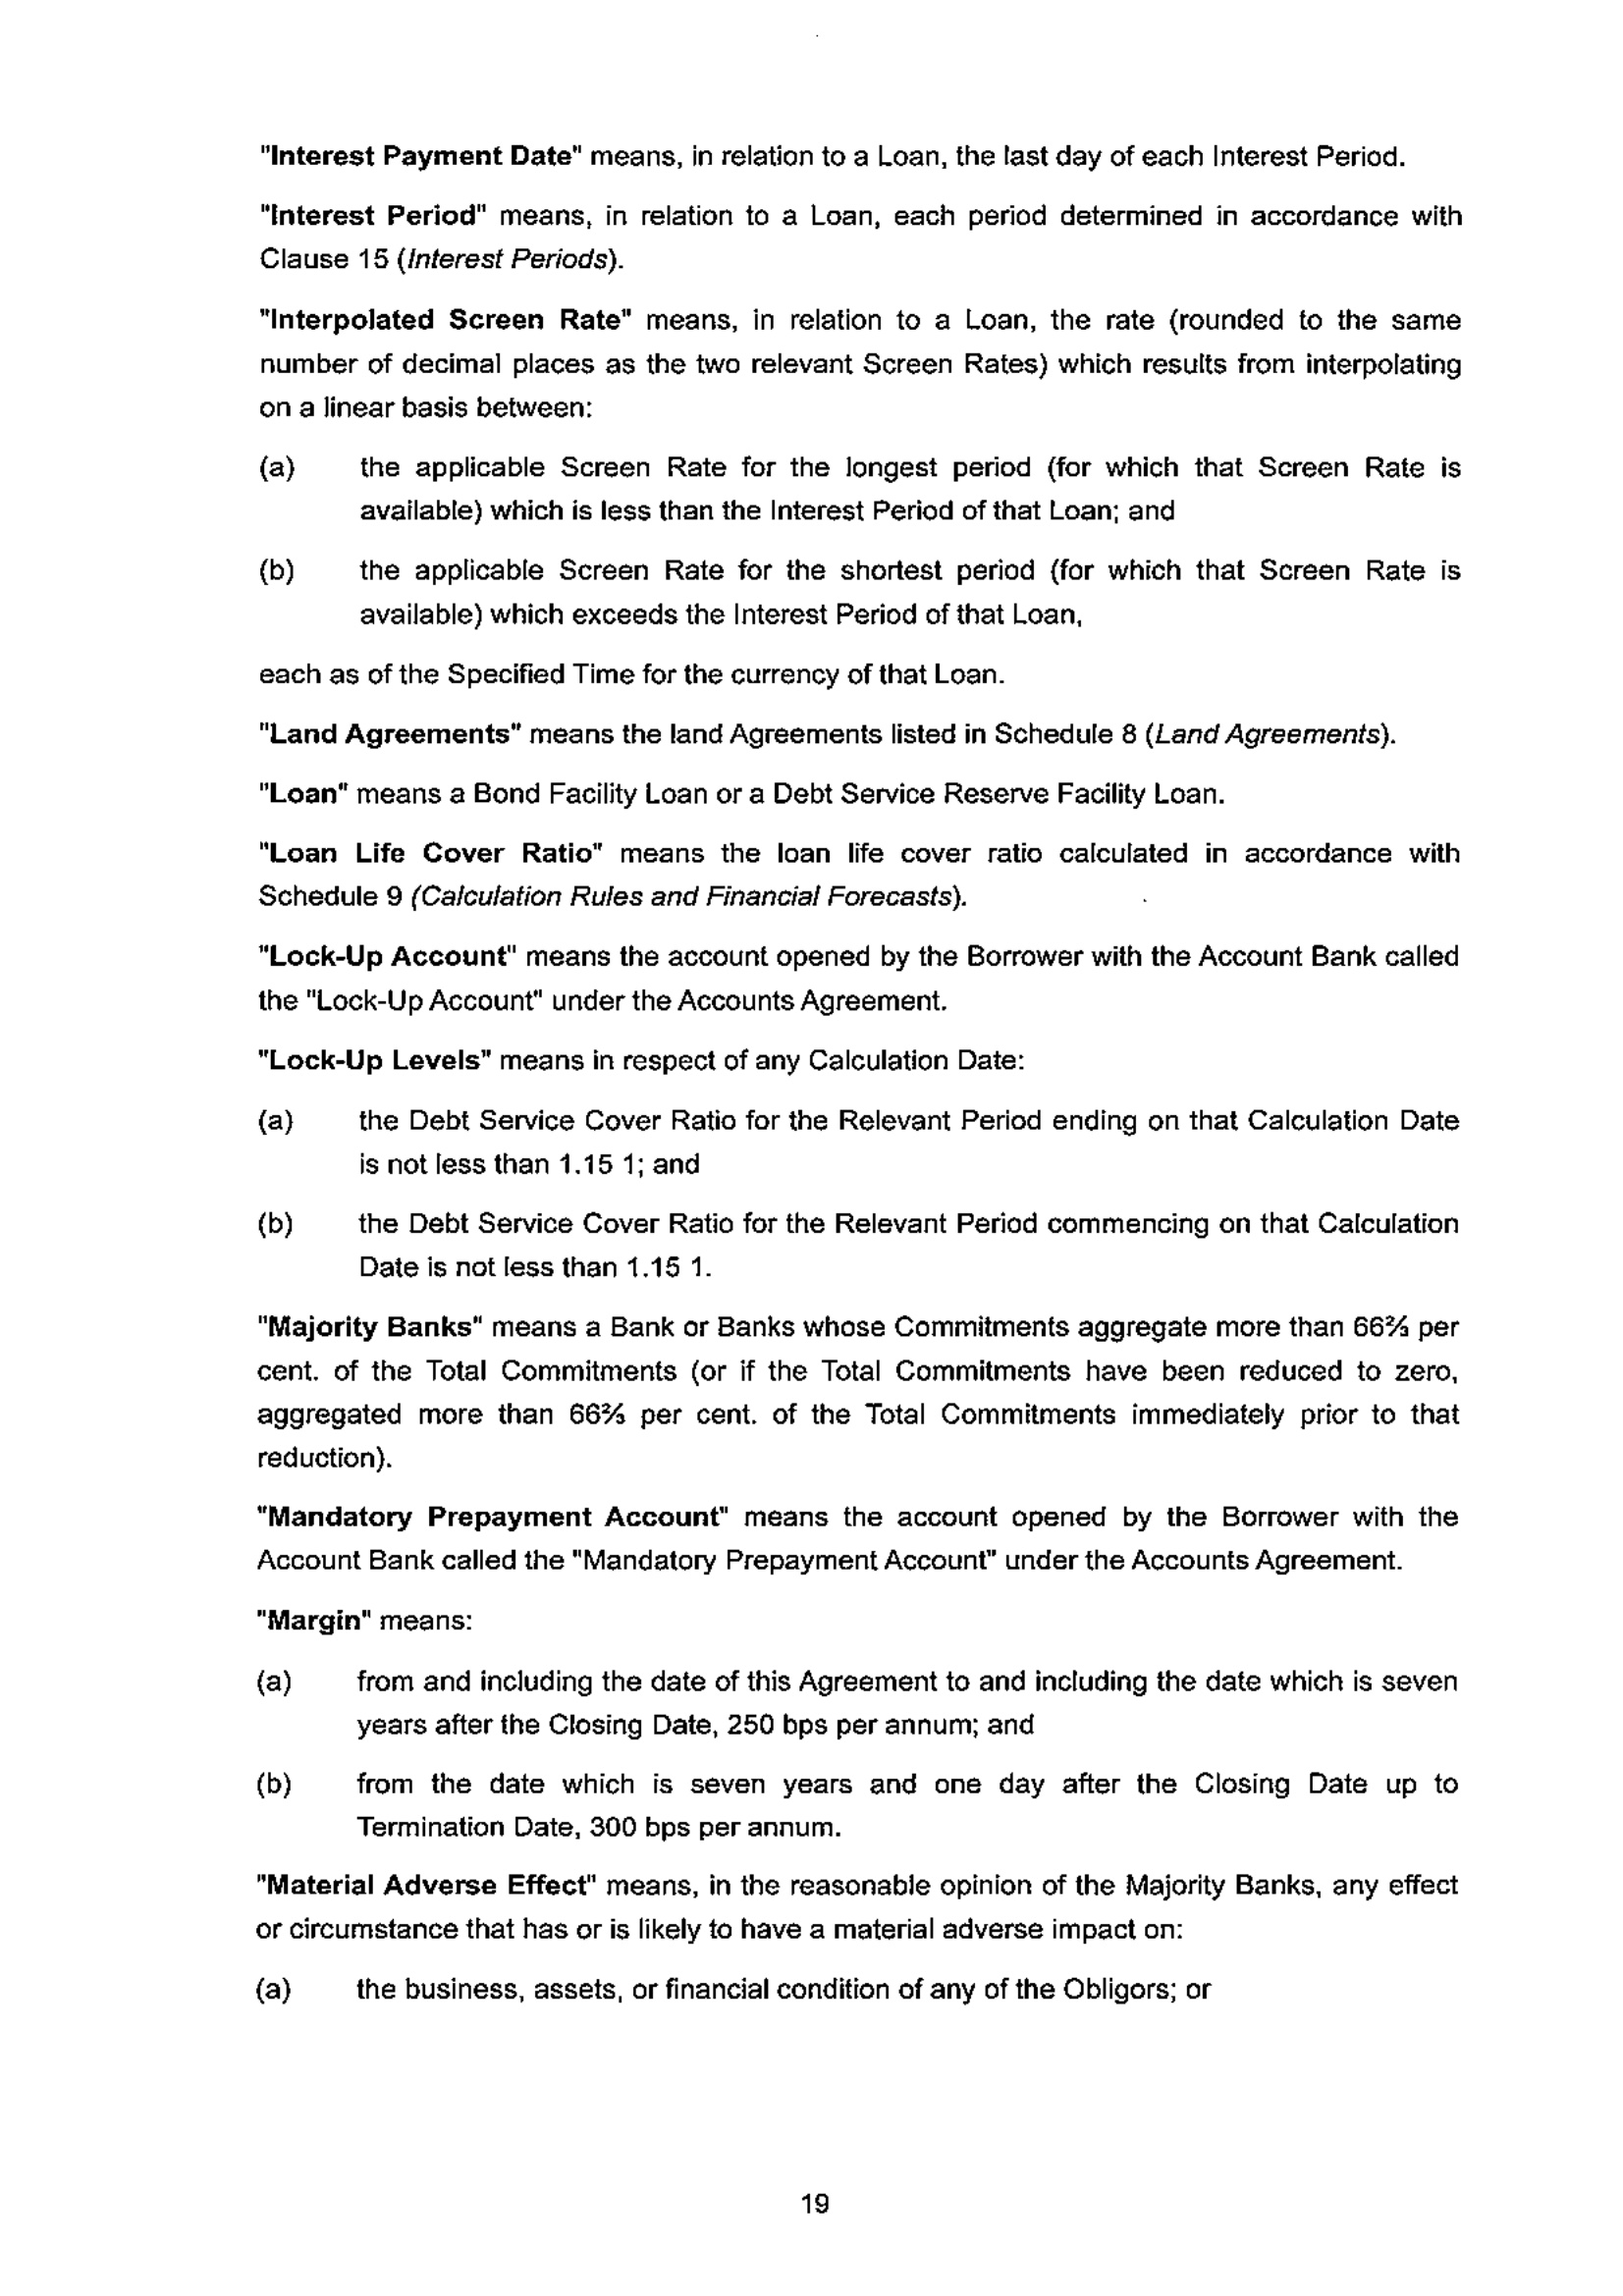 "Interest Payment Date" means, in relation to a Loan, the last day of each Interest Period.
"Interest Period" means, in relation to a Loan, each period determined in accordance with
Clause 15 (Interest Periods).
"Interpolated Screen Rate" means, in relation to a Loan, the rate (rounded to the same
number of decimal places as the two relevant Screen Rates) which results from interpolating
on a linear basis between:
(a) the applicable Screen Rate for the longest period (for which that Screen Rate is
available) which is less than the Interest Period of that Loan; and
(b) the applicable Screen Rate for the shortest period (for which that Screen Rate is
available) which exceeds the Interest Period of that Loan,
each as of the Specified Time for the currency of that Loan.
"Land Agreements" means the land Agreements listed in Schedule 8 (Land Agreements).
"Loan" means a Bond Facility Loan or a Debt Service Reserve Facility Loan.
"Loan Life Cover Ratio" means the loan life cover ratio calculated in accordance with
Schedule 9 (Calculation Rules and Financial Forecasts).
"Lock-Up Account" means the account opened by the Borrower with the Account Bank called
the "Lock-Up Account" under the Accounts Agreement.
"Lock-Up Levels" means in respect of any Calculation Date:
(a) the Debt Service Cover Ratio for the Relevant Period ending on that Calculation Date
is not less than 1.15 1; and
(b) the Debt Service Cover Ratio for the Relevant Period commencing on that Calculation
Date is not less than 1.15 1.
"Majority Banks" means a Bank or Banks whose Commitments aggregate more than 66⅔ per
cent. of the Total Commitments (or if the Total Commitments have been reduced to zero,
aggregated more than 66⅔ per cent. of the Total Commitments immediately prior to that
reduction).
"Mandatory Prepayment Account" means the account opened by the Borrower with the
Account Bank called the "Mandatory Prepayment Account" under the Accounts Agreement.
"Margin" means:
(a) from and including the date of this Agreement to and including the date which is seven
years after the Closing Date, 250 bps per annum; and
(b) from the date which is seven years and one day after the Closing Date up to
Termination Date, 300 bps per annum.
"Material Adverse Effect" means, in the reasonable opinion of the Majority Banks, any effect
or circumstance that has or is likely to have a material adverse impact on:
(a) the business, assets, or financial condition of any of the Obligors; or
19